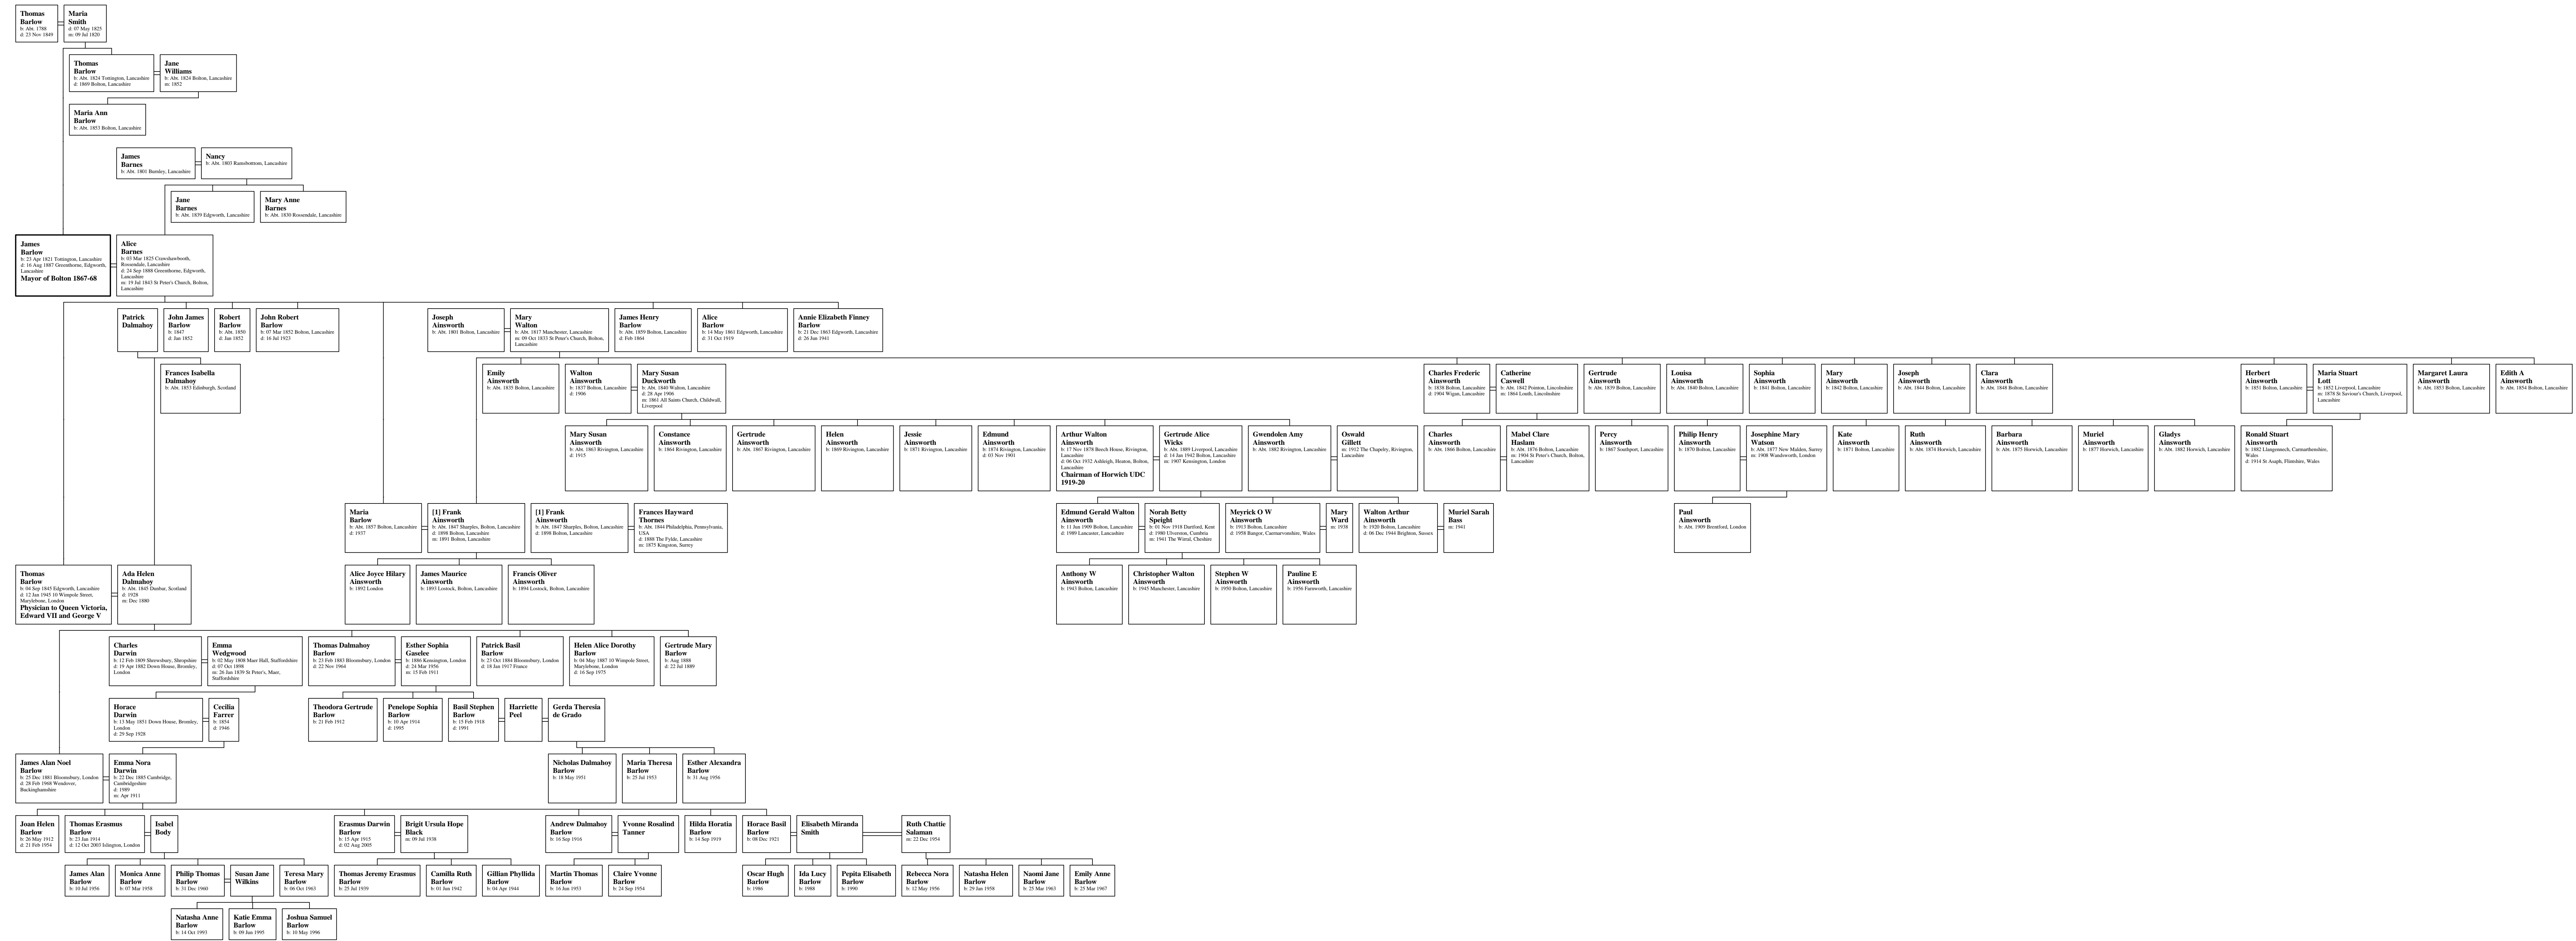 Thomas
Barlow
b: Abt. 1788
d: 23 Nov 1849
Maria
Smith
d: 07 May 1825
m: 09 Jul 1820
Thomas
Barlow
b: Abt. 1824 Tottington, Lancashire
d: 1869 Bolton, Lancashire
Jane
Williams
b: Abt. 1824 Bolton, Lancashire
m: 1852
Maria Ann
Barlow
b: Abt. 1853 Bolton, Lancashire
James
Barnes
b: Abt. 1801 Burnley, Lancashire
Nancy
b: Abt. 1803 Ramsbottom, Lancashire
Jane
Barnes
b: Abt. 1839 Edgworth, Lancashire
Mary Anne
Barnes
b: Abt. 1830 Rossendale, Lancashire
James
Barlow
b: 23 Apr 1821 Tottington, Lancashire
d: 16 Aug 1887 Greenthorne, Edgworth,
Lancashire
Mayor of Bolton 1867-68
Alice
Barnes
b: 03 Mar 1825 Crawshawbooth,
Rossendale, Lancashire
d: 24 Sep 1888 Greenthorne, Edgworth,
Lancashire
m: 19 Jul 1843 St Peter's Church, Bolton,
Lancashire
Patrick
Dalmahoy
John James
Barlow
b: 1847
d: Jan 1852
Robert
Barlow
b: Abt. 1850
d: Jan 1852
John Robert
Barlow
b: 07 Mar 1852 Bolton, Lancashire
d: 16 Jul 1923
Joseph
Ainsworth
b: Abt. 1801 Bolton, Lancashire
Mary
Walton
b: Abt. 1817 Manchester, Lancashire
m: 09 Oct 1833 St Peter's Church, Bolton,
Lancashire
James Henry
Barlow
b: Abt. 1859 Bolton, Lancashire
d: Feb 1864
Alice
Barlow
b: 14 May 1861 Edgworth, Lancashire
d: 31 Oct 1919
Annie Elizabeth Finney
Barlow
b: 21 Dec 1863 Edgworth, Lancashire
d: 26 Jun 1941
Frances Isabella
Dalmahoy
b: Abt. 1853 Edinburgh, Scotland
Emily
Ainsworth
b: Abt. 1835 Bolton, Lancashire
Walton
Ainsworth
b: 1837 Bolton, Lancashire
d: 1906
Mary Susan
Duckworth
b: Abt. 1840 Walton, Lancashire
d: 28 Apr 1906
m: 1861 All Saints Church, Childwall,
Liverpool
Charles Frederic
Ainsworth
b: 1838 Bolton, Lancashire
d: 1904 Wigan, Lancashire
Catherine
Caswell
b: Abt. 1842 Pointon, Lincolnshire
m: 1864 Louth, Lincolnshire
Gertrude
Ainsworth
b: Abt. 1839 Bolton, Lancashire
Louisa
Ainsworth
b: Abt. 1840 Bolton, Lancashire
Sophia
Ainsworth
b: 1841 Bolton, Lancashire
Mary
Ainsworth
b: 1842 Bolton, Lancashire
Joseph
Ainsworth
b: Abt. 1844 Bolton, Lancashire
Clara
Ainsworth
b: Abt. 1848 Bolton, Lancashire
Herbert
Ainsworth
b: 1851 Bolton, Lancashire
Maria Stuart
Lott
b: 1852 Liverpool, Lancashire
m: 1878 St Saviour's Church, Liverpool,
Lancashire
Margaret Laura
Ainsworth
b: Abt. 1853 Bolton, Lancashire
Edith A
Ainsworth
b: Abt. 1854 Bolton, Lancashire
Mary Susan
Ainsworth
b: Abt. 1863 Rivington, Lancashire
d: 1915
Constance
Ainsworth
b: 1864 Rivington, Lancashire
Gertrude
Ainsworth
b: Abt. 1867 Rivington, Lancashire
Helen
Ainsworth
b: 1869 Rivington, Lancashire
Jessie
Ainsworth
b: 1871 Rivington, Lancashire
Edmund
Ainsworth
b: 1874 Rivington, Lancashire
d: 03 Nov 1901
Arthur Walton
Ainsworth
b: 17 Nov 1878 Beech House, Rivington,
Lancashire
d: 06 Oct 1932 Ashleigh, Heaton, Bolton,
Lancashire
Chairman of Horwich UDC
1919-20
Gertrude Alice
Wicks
b: Abt. 1889 Liverpool, Lancashire
d: 14 Jan 1942 Bolton, Lancashire
m: 1907 Kensington, London
Gwendolen Amy
Ainsworth
b: Abt. 1882 Rivington, Lancashire
Oswald
Gillett
m: 1912 The Chapelry, Rivington,
Lancashire
Charles
Ainsworth
b: Abt. 1866 Bolton, Lancashire
Mabel Clare
Haslam
b: Abt. 1876 Bolton, Lancashire
m: 1904 St Peter's Church, Bolton,
Lancashire
Percy
Ainsworth
b: 1867 Southport, Lancashire
Philip Henry
Ainsworth
b: 1870 Bolton, Lancashire
Josephine Mary
Watson
b: Abt. 1877 New Malden, Surrey
m: 1908 Wandsworth, London
Kate
Ainsworth
b: 1871 Bolton, Lancashire
Ruth
Ainsworth
b: Abt. 1874 Horwich, Lancashire
Barbara
Ainsworth
b: Abt. 1875 Horwich, Lancashire
Muriel
Ainsworth
b: 1877 Horwich, Lancashire
Gladys
Ainsworth
b: Abt. 1882 Horwich, Lancashire
Ronald Stuart
Ainsworth
b: 1882 Llangennech, Carmarthenshire,
Wales
d: 1914 St Asaph, Flintshire, Wales
Maria
Barlow
b: Abt. 1857 Bolton, Lancashire
d: 1937
[1] Frank
Ainsworth
b: Abt. 1847 Sharples, Bolton, Lancashire
d: 1898 Bolton, Lancashire
m: 1891 Bolton, Lancashire
[1] Frank
Ainsworth
b: Abt. 1847 Sharples, Bolton, Lancashire
d: 1898 Bolton, Lancashire
Frances Hayward
Thornes
b: Abt. 1844 Philadelphia, Pennsylvania,
USA
d: 1888 The Fylde, Lancashire
m: 1875 Kingston, Surrey
Edmund Gerald Walton
Ainsworth
b: 11 Jun 1909 Bolton, Lancashire
d: 1989 Lancaster, Lancashire
Norah Betty
Speight
b: 01 Nov 1918 Dartford, Kent
d: 1980 Ulverston, Cumbria
m: 1941 The Wirral, Cheshire
Meyrick O W
Ainsworth
b: 1913 Bolton, Lancashire
d: 1958 Bangor, Caernarvonshire, Wales
Mary
Ward
m: 1938
Walton Arthur
Ainsworth
b: 1920 Bolton, Lancashire
d: 06 Dec 1944 Brighton, Sussex
Muriel Sarah
Bass
m: 1941
Paul
Ainsworth
b: Abt. 1909 Brentford, London
Thomas
Barlow
b: 04 Sep 1845 Edgworth, Lancashire
d: 12 Jan 1945 10 Wimpole Street,
Marylebone, London
Physician to Queen Victoria,
Edward VII and George V
Ada Helen
Dalmahoy
b: Abt. 1845 Dunbar, Scotland
d: 1928
m: Dec 1880
Alice Joyce Hilary
Ainsworth
b: 1892 London
James Maurice
Ainsworth
b: 1893 Lostock, Bolton, Lancashire
Francis Oliver
Ainsworth
b: 1894 Lostock, Bolton, Lancashire
Anthony W
Ainsworth
b: 1943 Bolton, Lancashire
Christopher Walton
Ainsworth
b: 1945 Manchester, Lancashire
Stephen W
Ainsworth
b: 1950 Bolton, Lancashire
Pauline E
Ainsworth
b: 1956 Farnworth, Lancashire
Charles
Darwin
b: 12 Feb 1809 Shrewsbury, Shropshire
d: 19 Apr 1882 Down House, Bromley,
London
Emma
Wedgwood
b: 02 May 1808 Maer Hall, Staffordshire
d: 07 Oct 1898
m: 26 Jan 1839 St Peter's, Maer,
Staffordshire
Thomas Dalmahoy
Barlow
b: 23 Feb 1883 Bloomsbury, London
d: 22 Nov 1964
Esther Sophia
Gaselee
b: 1886 Kensington, London
d: 24 Mar 1956
m: 15 Feb 1911
Patrick Basil
Barlow
b: 23 Oct 1884 Bloomsbury, London
d: 18 Jan 1917 France
Helen Alice Dorothy
Barlow
b: 04 May 1887 10 Wimpole Street,
Marylebone, London
d: 16 Sep 1975
Gertrude Mary
Barlow
b: Aug 1888
d: 22 Jul 1889
Horace
Darwin
b: 13 May 1851 Down House, Bromley,
London
d: 29 Sep 1928
Cecilia
Farrer
b: 1854
d: 1946
Theodora Gertrude
Barlow
b: 21 Feb 1912
Penelope Sophia
Barlow
b: 10 Apr 1914
d: 1995
Basil Stephen
Barlow
b: 15 Feb 1918
d: 1991
Harriette
Peel
Gerda Theresia
de Grado
James Alan Noel
Barlow
b: 25 Dec 1881 Bloomsbury, London
d: 28 Feb 1968 Wendover,
Buckinghamshire
Emma Nora
Darwin
b: 22 Dec 1885 Cambridge,
Cambridgeshire
d: 1989
m: Apr 1911
Nicholas Dalmahoy
Barlow
b: 18 May 1951
Maria Theresa
Barlow
b: 25 Jul 1953
Esther Alexandra
Barlow
b: 31 Aug 1956
Joan Helen
Barlow
b: 26 May 1912
d: 21 Feb 1954
Thomas Erasmus
Barlow
b: 23 Jan 1914
d: 12 Oct 2003 Islington, London
Isabel
Body
Erasmus Darwin
Barlow
b: 15 Apr 1915
d: 02 Aug 2005
Brigit Ursula Hope
Black
m: 09 Jul 1938
Andrew Dalmahoy
Barlow
b: 16 Sep 1916
Yvonne Rosalind
Tanner
Hilda Horatia
Barlow
b: 14 Sep 1919
Horace Basil
Barlow
b: 08 Dec 1921
Elisabeth Miranda
Smith
Ruth Chattie
Salaman
m: 22 Dec 1954
James Alan
Barlow
b: 10 Jul 1956
Monica Anne
Barlow
b: 07 Mar 1958
Philip Thomas
Barlow
b: 31 Dec 1960
Susan Jane
Wilkins
Teresa Mary
Barlow
b: 06 Oct 1963
Thomas Jeremy Erasmus
Barlow
b: 25 Jul 1939
Camilla Ruth
Barlow
b: 01 Jun 1942
Gillian Phyllida
Barlow
b: 04 Apr 1944
Martin Thomas
Barlow
b: 16 Jun 1953
Claire Yvonne
Barlow
b: 24 Sep 1954
Oscar Hugh
Barlow
b: 1986
Ida Lucy
Barlow
b: 1988
Pepita Elisabeth
Barlow
b: 1990
Rebecca Nora
Barlow
b: 12 May 1956
Natasha Helen
Barlow
b: 29 Jan 1958
Naomi Jane
Barlow
b: 25 Mar 1963
Emily Anne
Barlow
b: 25 Mar 1967
Natasha Anne
Barlow
b: 14 Oct 1993
Katie Emma
Barlow
b: 09 Jun 1995
Joshua Samuel
Barlow
b: 10 May 1996